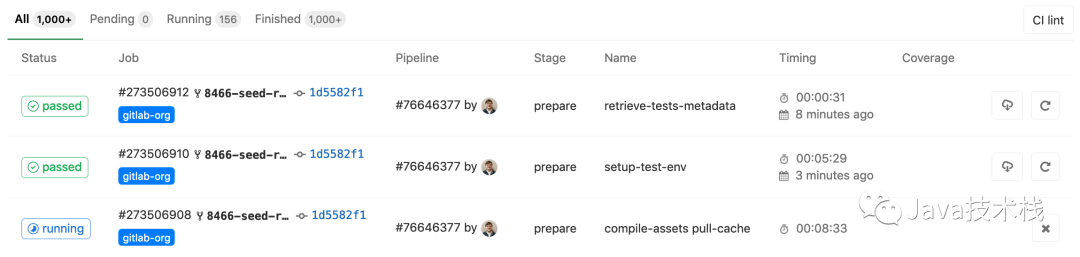 All 1,000+ Pending 0 Running 156 Finished 1,000+ CI lint
Status Job Pipeline Stage Name Timing Coverage
passed #273506912 8466-seed-r… 1d5582f1 #76646377 by prepare retrieve-tests-metadata 00:00:31
gitlab-org 8 minutes ago
passed #273506910 8466-seed-r… 1d5582f1 #76646377 by prepare setup-test-env 00:05:29
gitlab-org 3 minutes ago
running #273506908 8466-seed-r… 1d5582f1 #76646377 by prepare compile-assets pull-cache 00:08:33
gitlab-org
Java技术栈